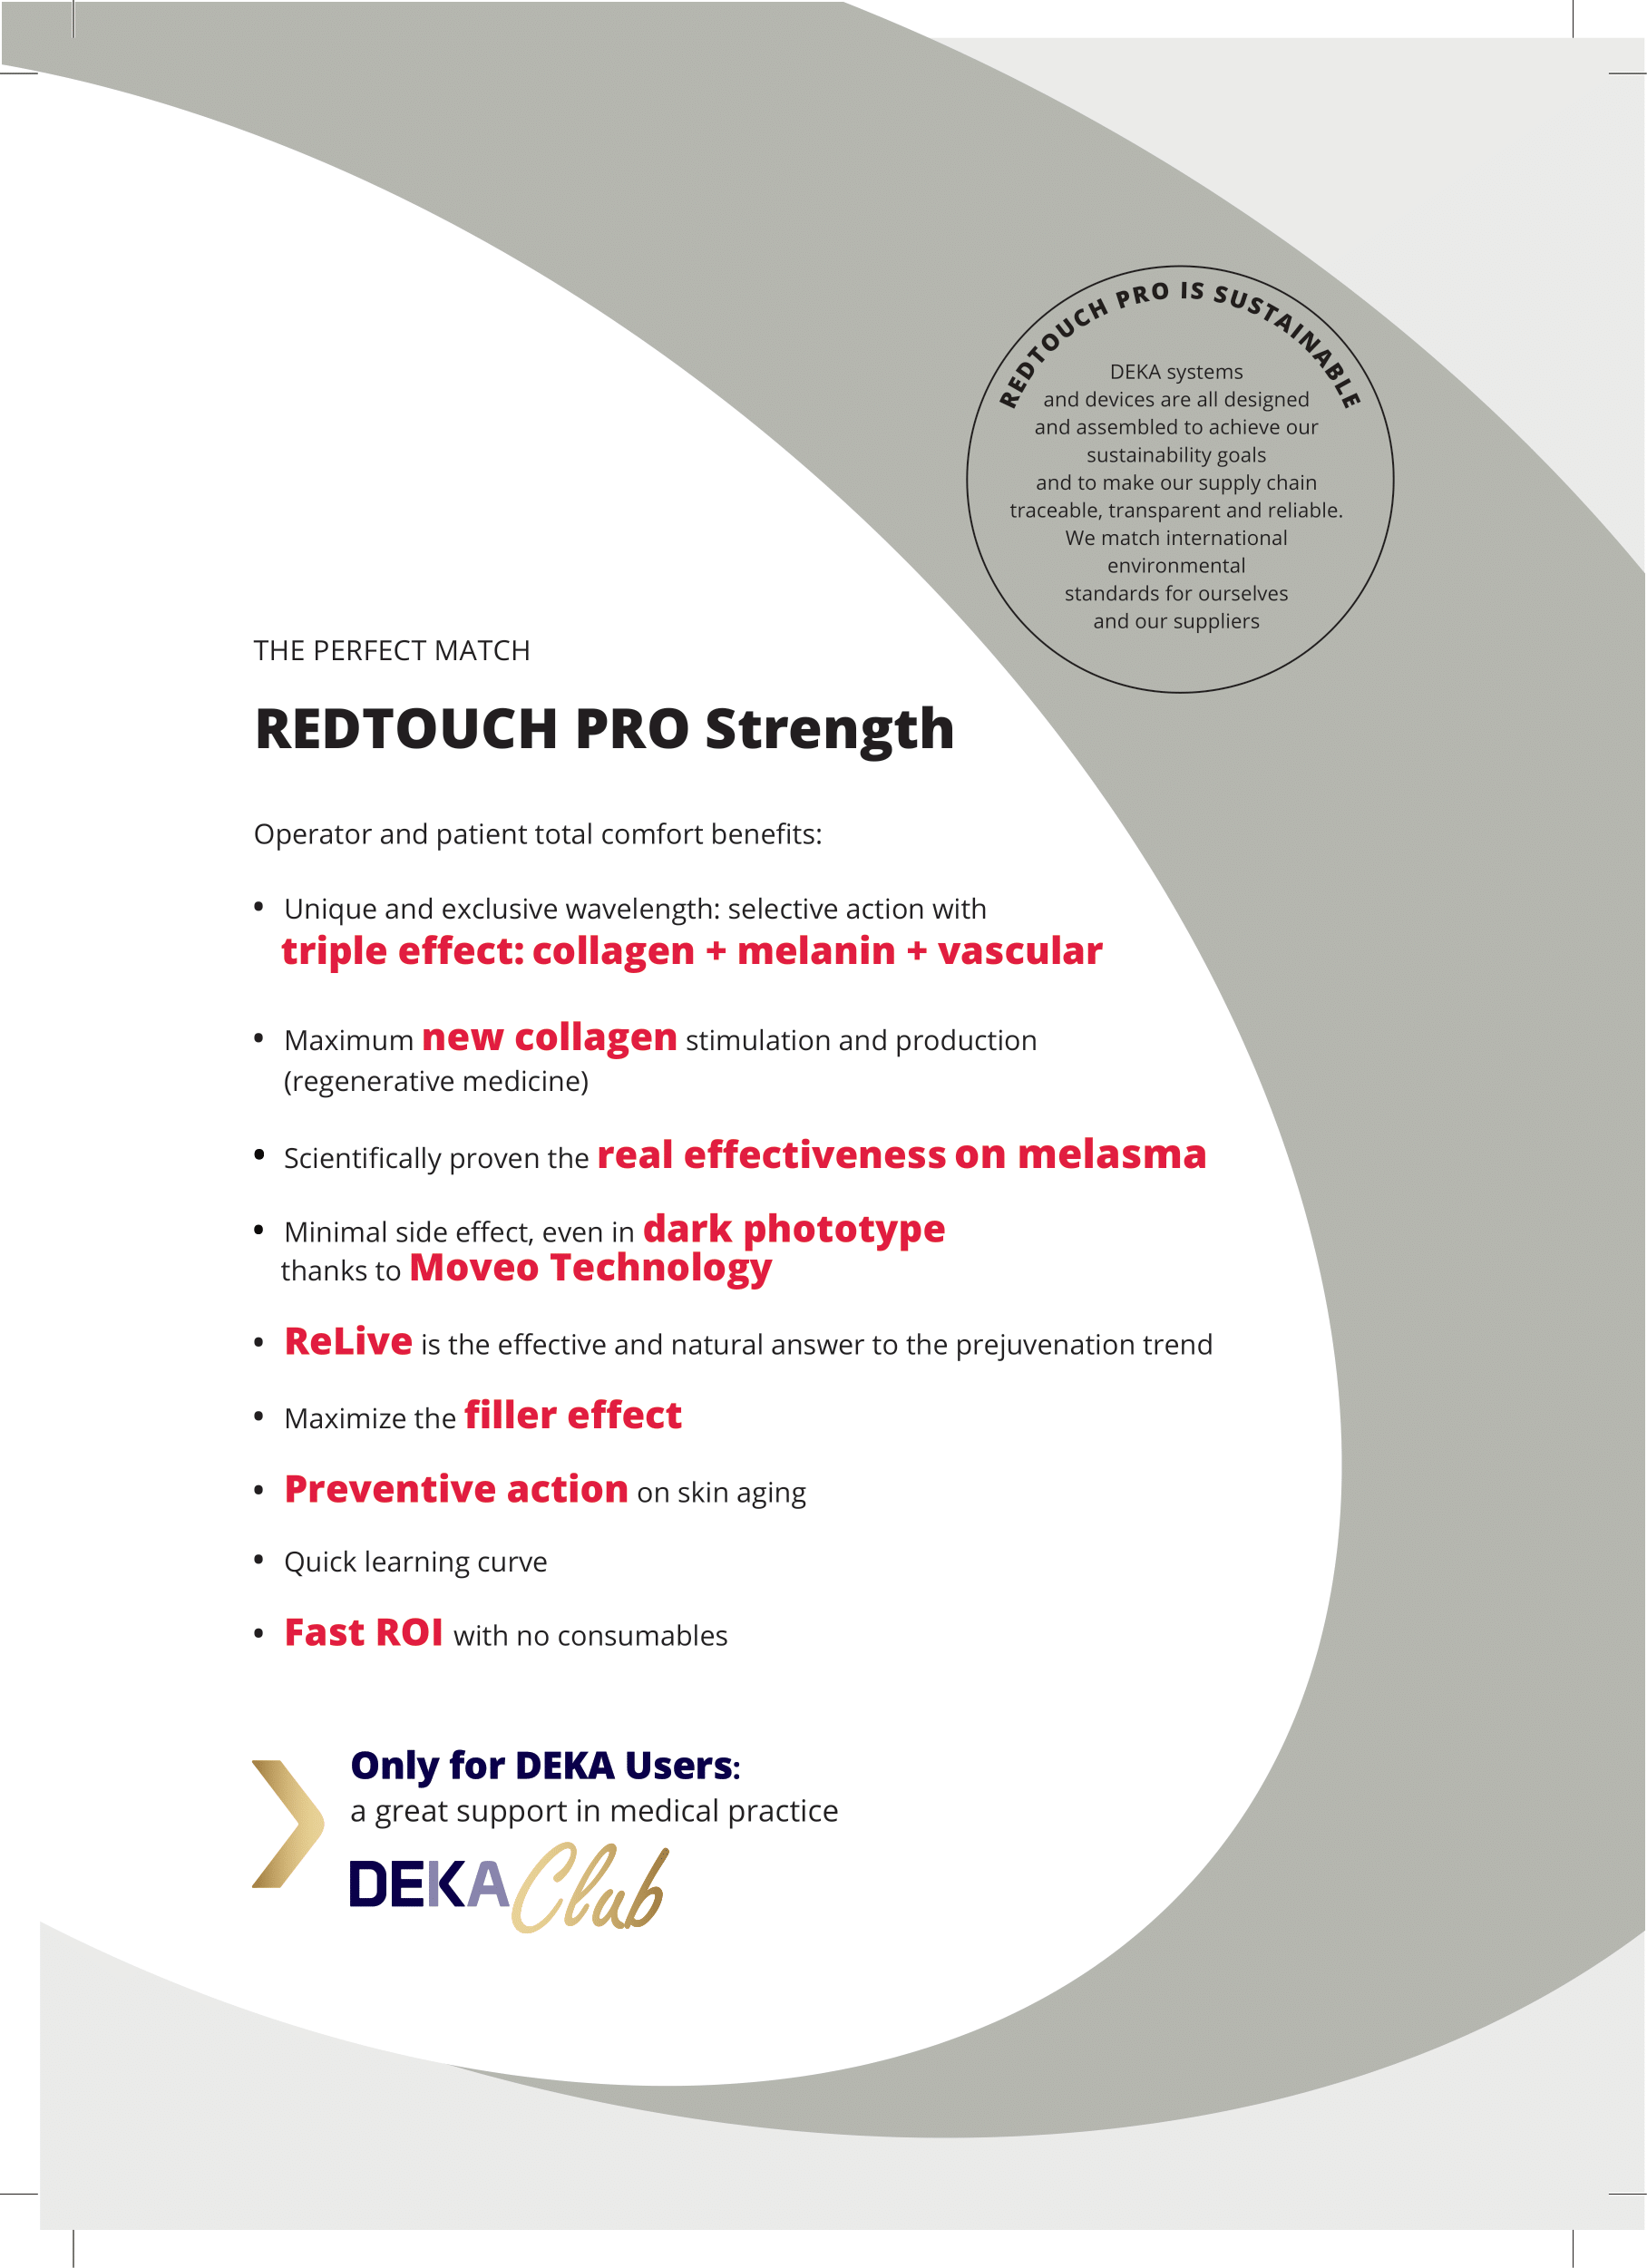 REDTOUCH PRO IS SUSTAINABLE
DEKA systems
and devices are all designed
and assembled to achieve our
sustainability goals
and to make our supply chain
traceable, transparent and reliable.
We match international
environmental
standards for ourselves
and our suppliers
THE PERFECT MATCH
REDTOUCH PRO Strength
Operator and patient total comfort benefits:
• Unique and exclusive wavelength: selective action with
triple effect: collagen + melanin + vascular
• Maximum new collagen stimulation and production
(regenerative medicine)
• Scientifically proven the real effectiveness on melasma
• Minimal side effect, even in dark phototype
thanks to Moveo Technology
• ReLive is the effective and natural answer to the prejuvenation trend
• Maximize the filler effect
• Preventive action on skin aging
• Quick learning curve
• Fast ROI with no consumables
Only for DEKA Users:
a great support in medical practice
DEKA Club